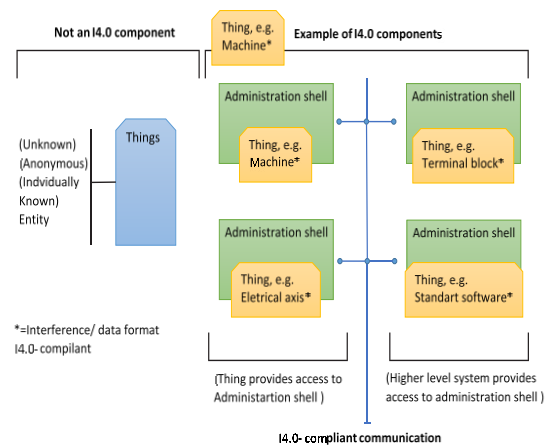 Not an I4.0 component
Thing, e.g.
Machine*
Example of I4.0 components
(Unknown)
(Anonymous)
(Indvidually
Known)
Entity
Things
Administration shell
Thing, e.g.
Machine*
Administration shell
Thing, e.g.
Terminal block*
Administration shell
Thing, e.g.
Eletrical axis*
Administration shell
Thing, e.g.
Standart software*
*=Interference/ data format
I4.0- compilant
(Thing provides access to
Administartion shell )
(Higher level system provides
access to administration shell )
I4.0- compliant communication